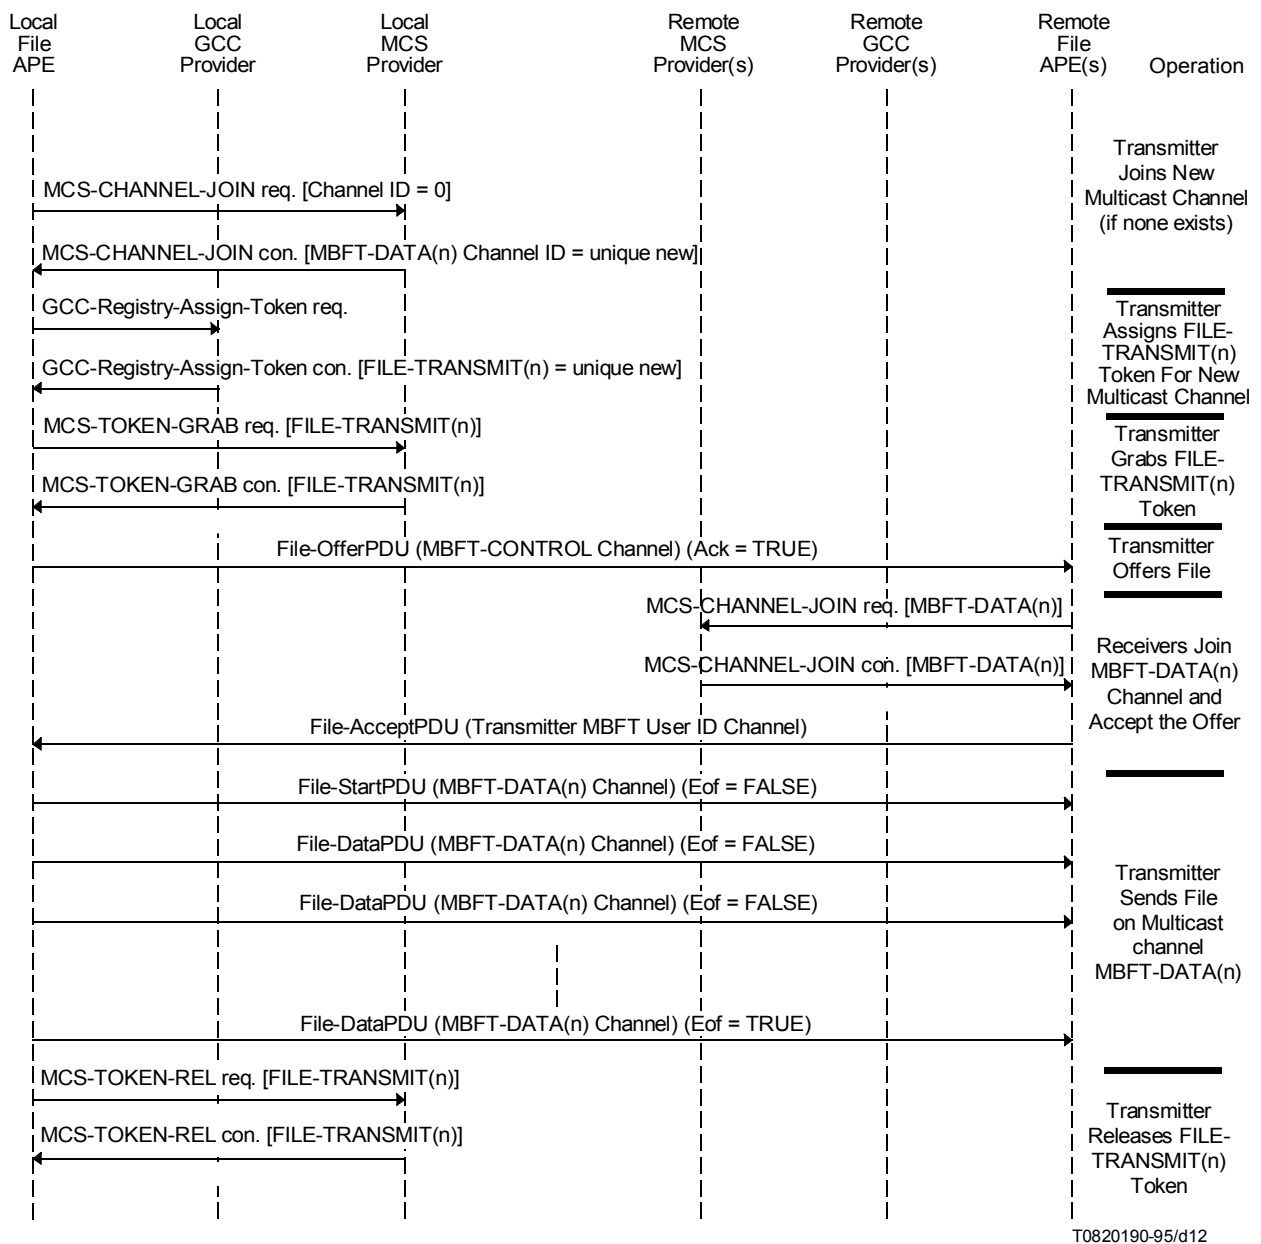 Local
File
APE
Local
GCC
Provider
Local
MCS
Provider
Remote
MCS
Provider(s)
Remote
GCC
Provider(s)
Remote
File
APE(s)
Operation
Transmitter
Joins New
Multicast Channel
(if none exists)
MCS-CHANNEL-JOIN req. [Channel ID = 0]
MCS-CHANNEL-JOIN con. [MBFT-DATA(n) Channel ID = unique new]
GCC-Registry-Assign-Token req.
GCC-Registry-Assign-Token con. [FILE-TRANSMIT(n) = unique new]
Transmitter
Assigns FILE-
TRANSMIT(n)
Token For New
Multicast Channel
MCS-TOKEN-GRAB req. [FILE-TRANSMIT(n)]
MCS-TOKEN-GRAB con. [FILE-TRANSMIT(n)]
Transmitter
Grabs FILE-
TRANSMIT(n)
Token
File-OfferPDU (MBFT-CONTROL Channel) (Ack = TRUE)
Transmitter
Offers File
MCS-CHANNEL-JOIN req. [MBFT-DATA(n)]
MCS-CHANNEL-JOIN con. [MBFT-DATA(n)]
File-AcceptPDU (Transmitter MBFT User ID Channel)
Receivers Join
MBFT-DATA(n)
Channel and
Accept the Offer
File-StartPDU (MBFT-DATA(n) Channel) (Eof = FALSE)
File-DataPDU (MBFT-DATA(n) Channel) (Eof = FALSE)
File-DataPDU (MBFT-DATA(n) Channel) (Eof = FALSE)
File-DataPDU (MBFT-DATA(n) Channel) (Eof = TRUE)
Transmitter
Sends File
on Multicast
channel
MBFT-DATA(n)
MCS-TOKEN-REL req. [FILE-TRANSMIT(n)]
MCS-TOKEN-REL con. [FILE-TRANSMIT(n)]
Transmitter
Releases FILE-
TRANSMIT(n)
Token
T0820190-95/d12